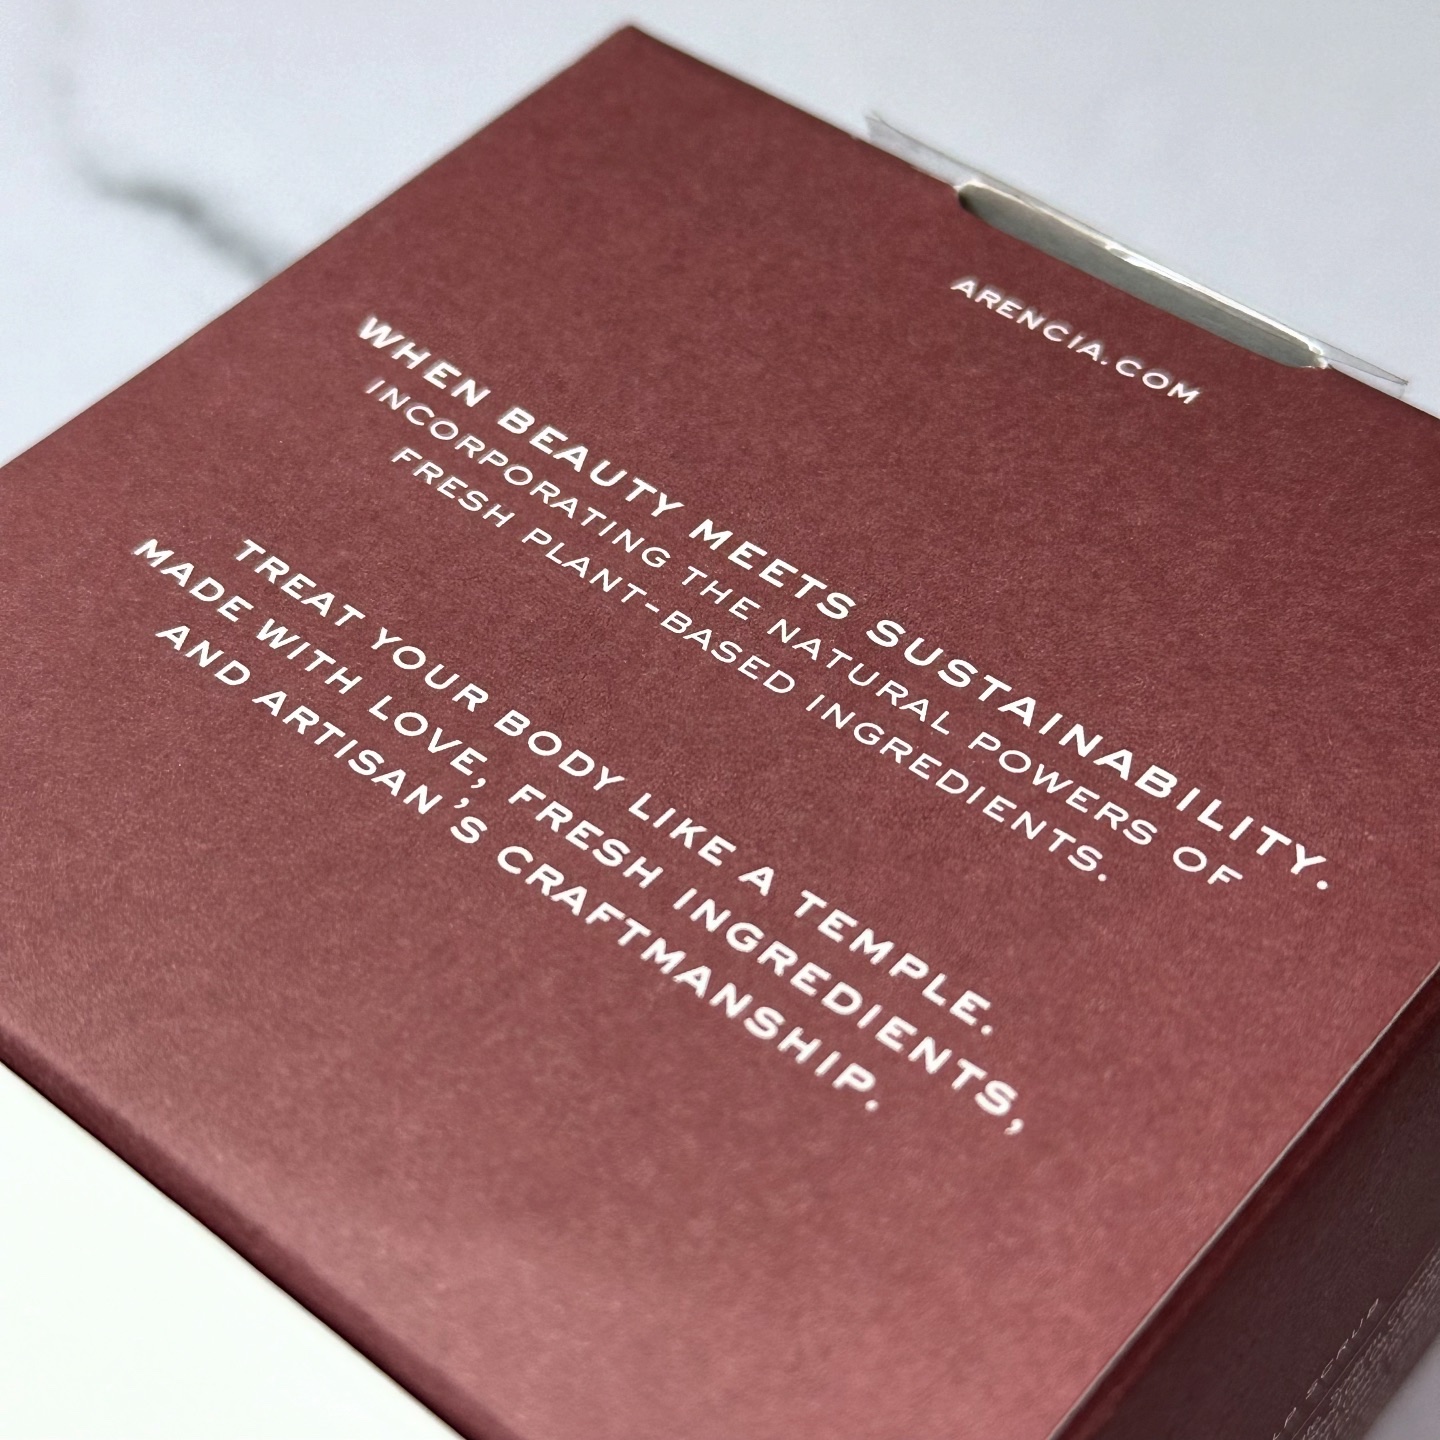 ARENCIA.COM
WHEN BEAUTY MEETS SUSTAINABILITY.
INCORPORATING THE NATURAL POWERS OF
FRESH PLANT-BASED INGREDIENTS.
TREAT YOUR BODY LIKE A TEMPLE.
MADE WITH LOVE, FRESH INGREDIENTS,
AND ARTISAN'S CRAFTMANSHIP.